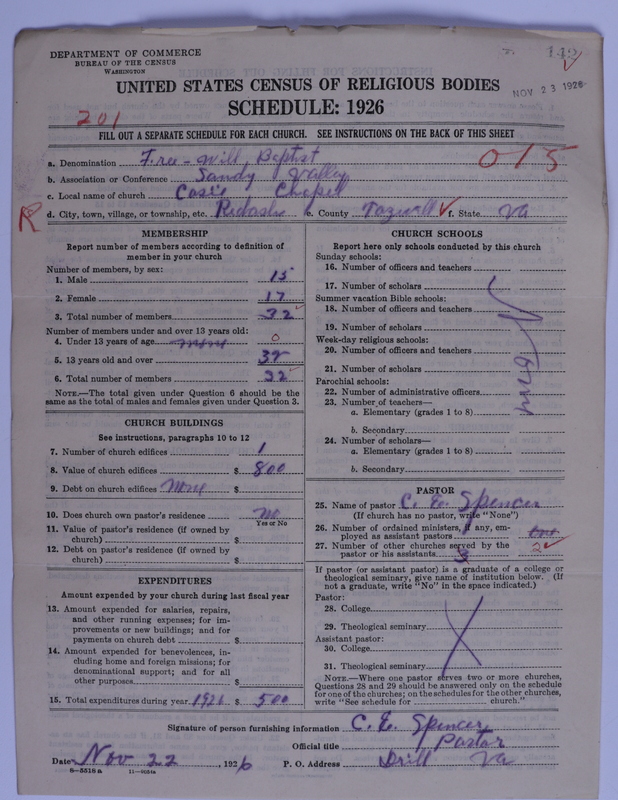 DEPARTMENT OF COMMERCE
BUREAU OF THE CENSUS
WASHINGTON
UNITED STATES CENSUS OF RELIGIOUS BODIES
NOV 23 1926
SCHEDULE: 1926
201
FILL OUT A SEPARATE SCHEDULE FOR EACH CHURCH. SEE INSTRUCTIONS ON THE BACK OF THIS SHEET
a. Denomination Free-Will Baptist
015
b. Association or Conference Sandy Valley
c. Local name of church Chapell
R
d. City, town, village, or township, etc. e. County Tazwell f. State Va
MEMBERSHIP
Report number of members according to definition of
member in your church
Number of members, by sex:
1. Male 15
2. Female 17
3. Total number of members 32
Number of members under and over 13 years old:
4. Under 13 years of age none 0
5. 13 years old and over 32
6. Total number of members 32
NOTE.—The total given under Question 6 should be the
same as the total of males and females given under Question 3.
CHURCH BUILDINGS
See instructions, paragraphs 10 to 12
7. Number of church edifices 1
8. Value of church edifices $ 800
9. Debt on church edifices none $
10. Does church own pastor's residence no
Yes or No
11. Value of pastor's residence (if owned by
church) $
12. Debt on pastor's residence (if owned by
church) $
EXPENDITURES
Amount expended by your church during last fiscal year
13. Amount expended for salaries, repairs,
and other running expenses; for im-
provements or new buildings; and for
payments on church debt $
14. Amount expended for benevolences, in-
cluding home and foreign missions; for
denominational support; and for all
other purposes $
15. Total expenditures during year 1926 $ 500
CHURCH SCHOOLS
Report here only schools conducted by this church
Sunday schools:
16. Number of officers and teachers
17. Number of scholars
Summer vacation Bible schools:
18. Number of officers and teachers
19. Number of scholars
Week-day religious schools:
20. Number of officers and teachers
21. Number of scholars
Parochial schools:
22. Number of administrative officers
23. Number of teachers—
a. Elementary (grades 1 to 8)
b. Secondary
24. Number of scholars—
a. Elementary (grades 1 to 8)
b. Secondary
PASTOR
25. Name of pastor C. E. Spencer
(If church has no pastor, write "None")
26. Number of ordained ministers, if any, em-
ployed as assistant pastors
27. Number of other churches served by the
pastor or his assistants 3 2
If pastor (or assistant pastor) is a graduate of a college or
theological seminary, give name of institution below. (If
not a graduate, write "No" in the space indicated.)
Pastor:
28. College
29. Theological seminary
Assistant pastor:
30. College
31. Theological seminary
NOTE.—Where one pastor serves two or more churches,
Questions 28 and 29 should be answered only on the schedule
for one of the churches; on the schedules for the other churches,
write "See schedule for church."
Signature of person furnishing information C. E. Spencer
Official title Pastor
Date Nov 22, 1926 P. O. Address Drill Va
8—5516a 11—9051a